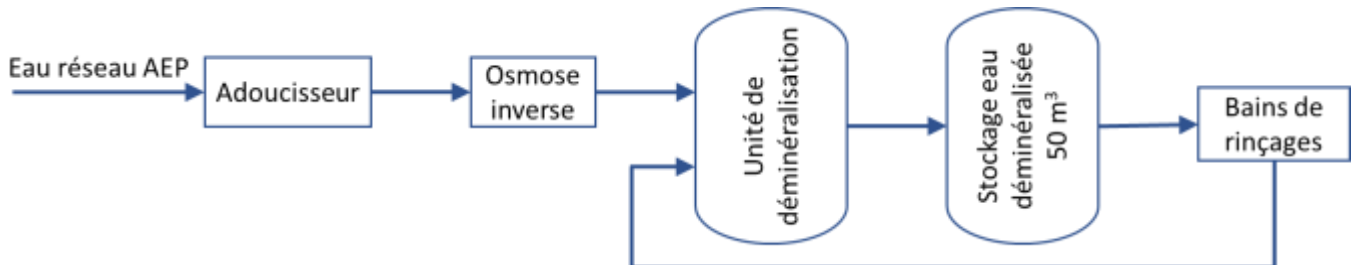 Eau réseau AEP
Adoucisseur
Osmose
inverse
Unité de
déminéralisation
Stockage eau
déminéralisée
50 m³
Bains de
rinçages